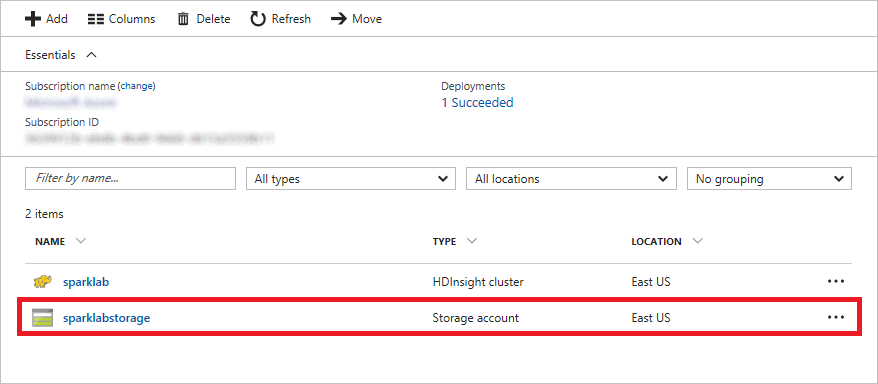 Add Columns Delete Refresh Move
Essentials
Subscription name (change) Deployments
1 Succeeded
Subscription ID
Filter by name... All types All locations No grouping
2 items
NAME TYPE LOCATION
sparklab HDInsight cluster East US
sparklabstorage Storage account East US